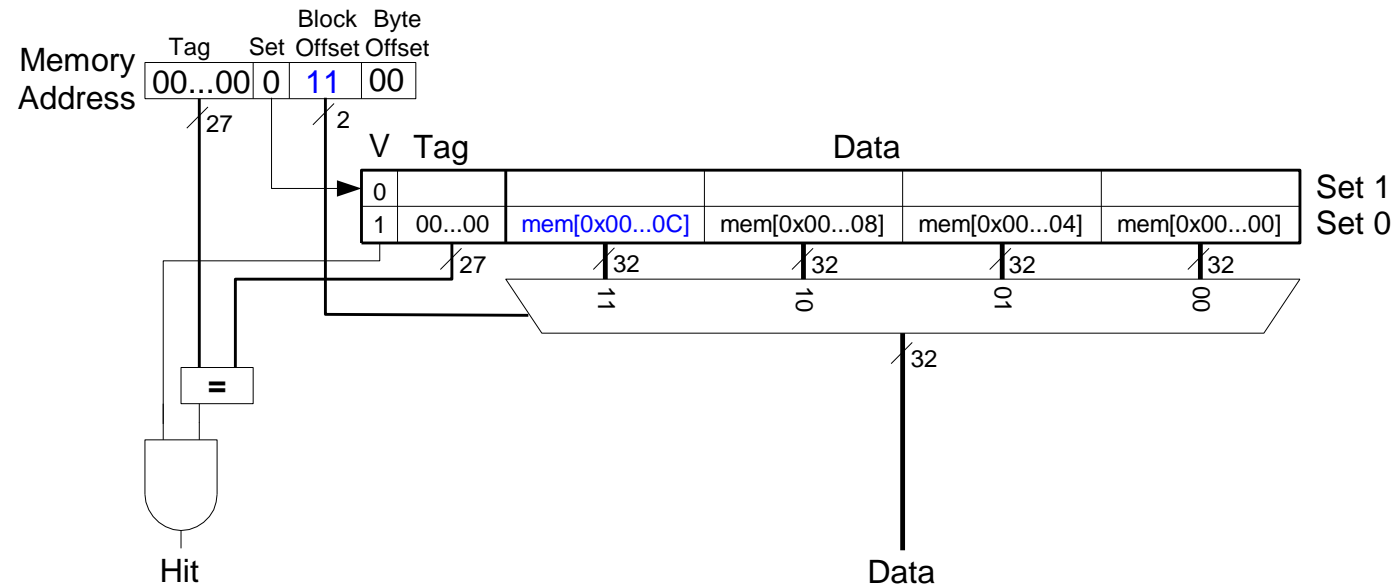 Block Byte
Tag Set Offset Offset
Memory Address 00...00 0 11 00
27 2
V Tag Data
0 Set 1
1 00...00 mem[0x00...0C] mem[0x00...08] mem[0x00...04] mem[0x00...00] Set 0
27 32 32 32 32
11 10 01 00
32
=
Hit Data